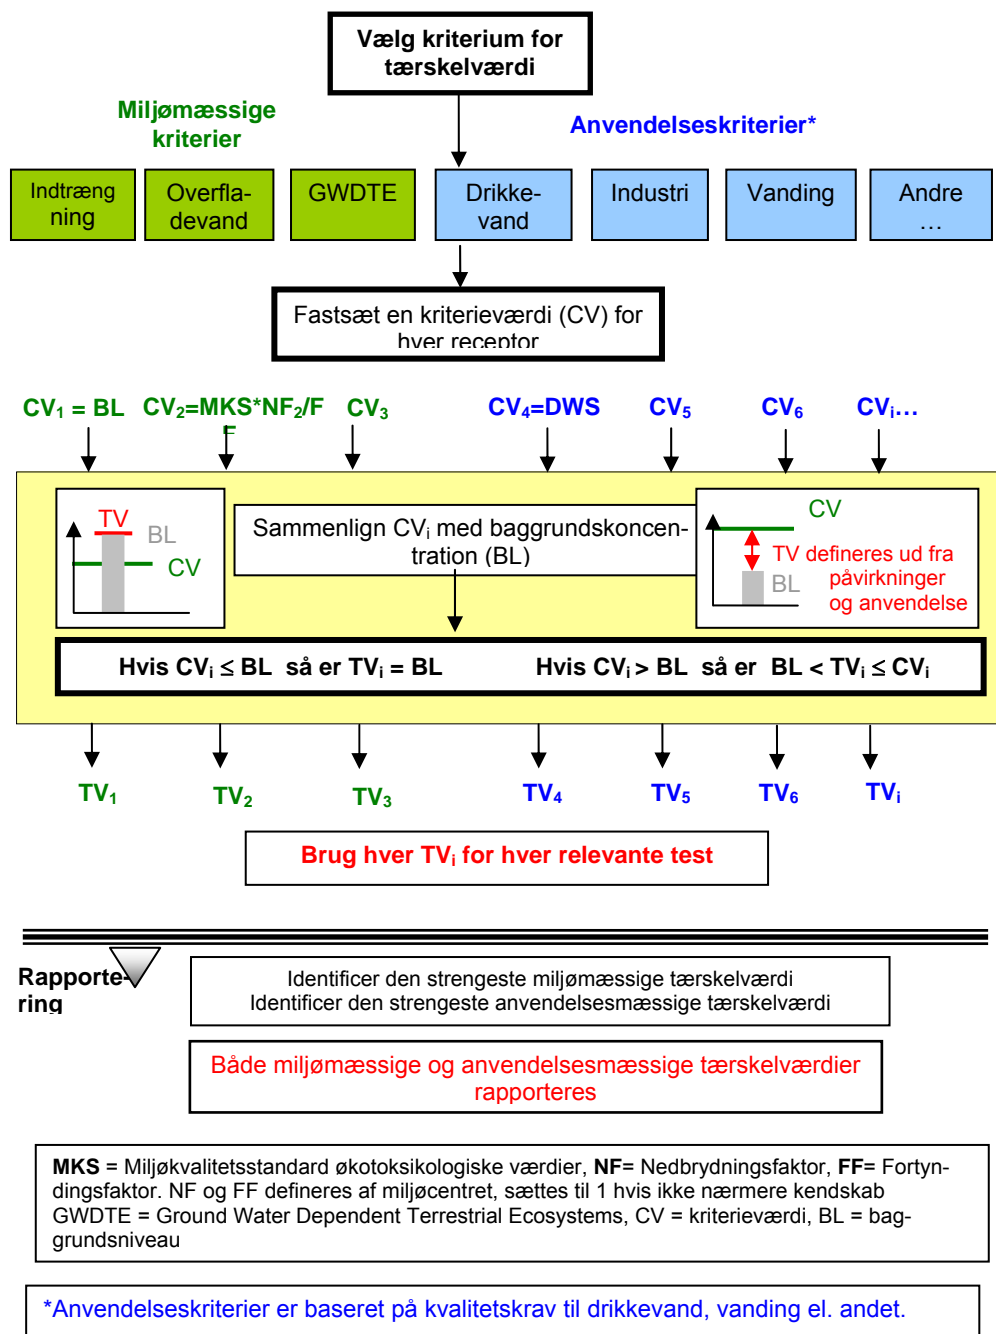 Vælg kriterium for
tærskelværdi
Miljømæssige
kriterier
Anvendelseskriterier*
Indtræng
ning
Overfla-
devand
GWDTE
Drikke-
vand
Industri
Vanding
Andre
…
Fastsæt en kriterieværdi (CV) for
hver receptor
CV₁ = BL
CV₂=MKS*NF₂/F
CV₃
CV₄=DWS
CV₅
CV₆
CVᵢ…
TV
BL
CV
Sammenlign CVᵢ med baggrundskoncen-
tration (BL)
CV
TV defineres ud fra
BL
påvirkninger
og anvendelse
Hvis CVᵢ ≤ BL så er TVᵢ = BL
Hvis CVᵢ > BL så er BL < TVᵢ ≤ CVᵢ
TV₁
TV₂
TV₃
TV₄
TV₅
TV₆
TVᵢ
Brug hver TVᵢ for hver relevante test
Rapporte-
ring
Identificer den strengeste miljømæssige tærskelværdi
Identificer den strengeste anvendelsesmæssige tærskelværdi
Både miljømæssige og anvendelsesmæssige tærskelværdier
rapporteres
MKS = Miljøkvalitetsstandard økotoksikologiske værdier, NF= Nedbrydningsfaktor, FF= Fortyn-
dingsfaktor. NF og FF defineres af miljøcentret, sættes til 1 hvis ikke nærmere kendskab
GWDTE = Ground Water Dependent Terrestrial Ecosystems, CV = kriterieværdi, BL = bag-
grundsniveau
*Anvendelseskriterier er baseret på kvalitetskrav til drikkevand, vanding el. andet.